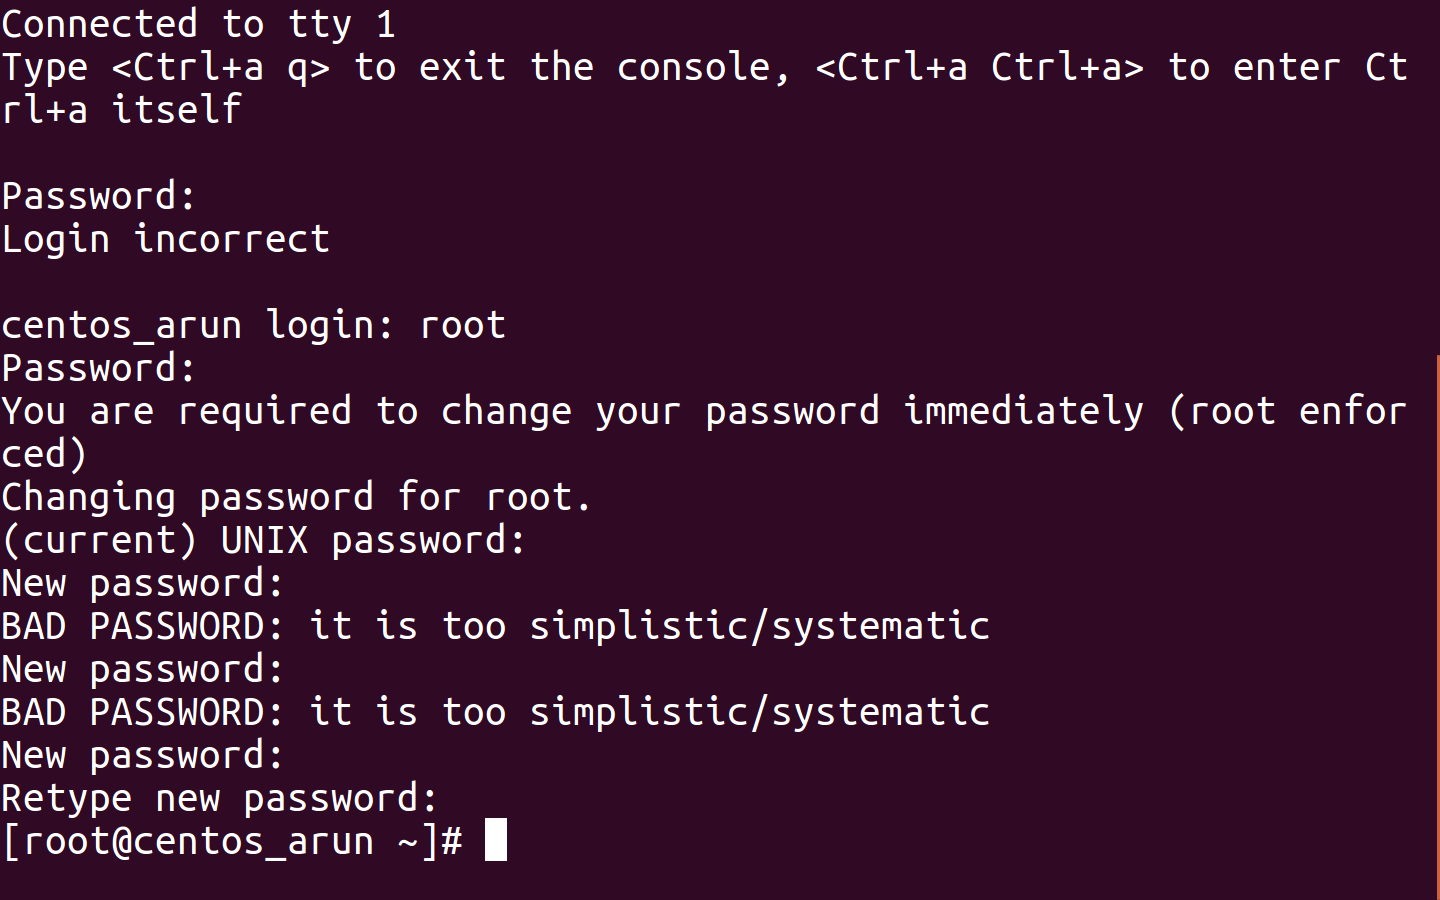 Connected to tty 1
Type <Ctrl+a q> to exit the console, <Ctrl+a Ctrl+a> to enter Ct
rl+a itself
Password:
Login incorrect
centos_arun login: root
Password:
You are required to change your password immediately (root enfor
ced)
Changing password for root.
(current) UNIX password:
New password:
BAD PASSWORD: it is too simplistic/systematic
New password:
BAD PASSWORD: it is too simplistic/systematic
New password:
Retype new password:
[root@centos_arun ~]#